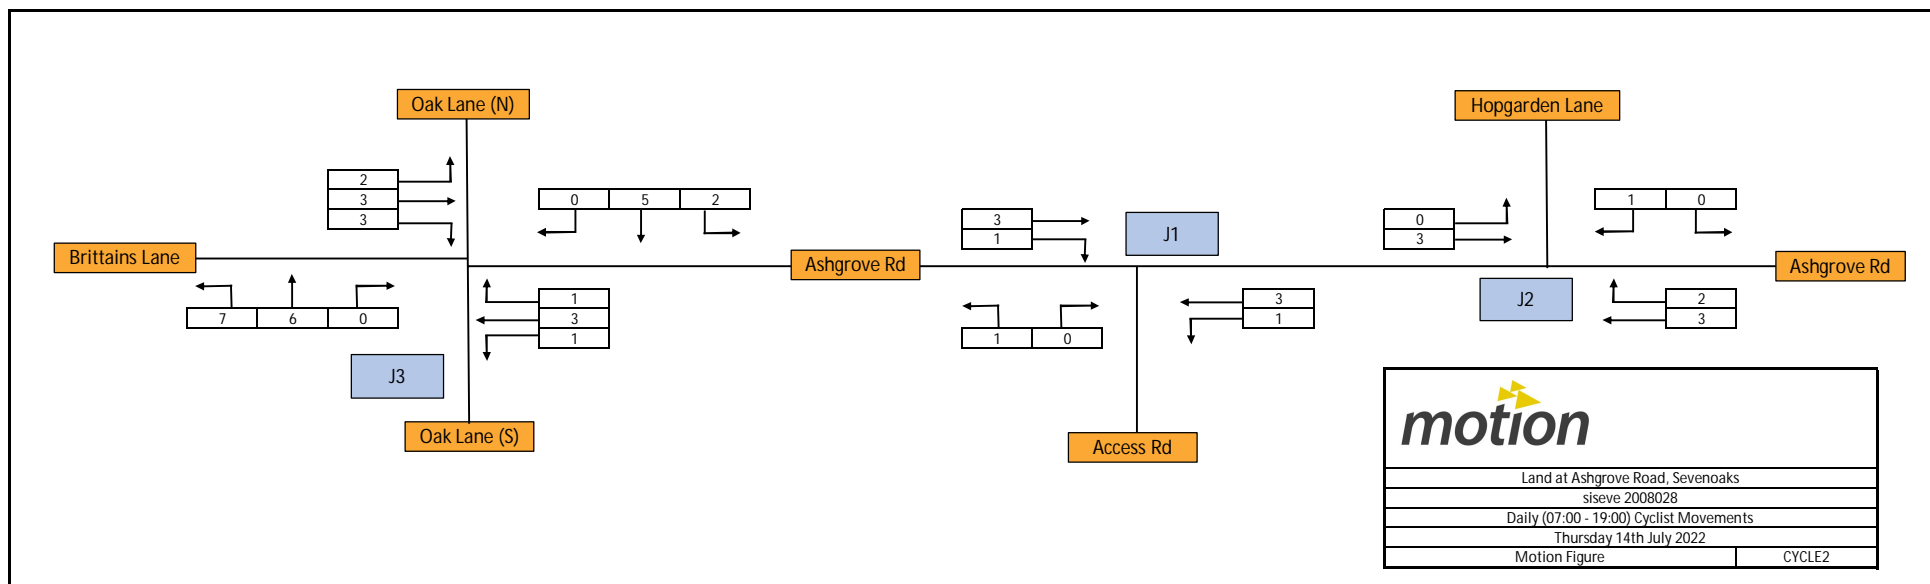 Oak Lane (N)
Hopgarden Lane
2
3
3
0 5 2
3
1
J1
0
3
1 0
Brittains Lane
Ashgrove Rd
Ashgrove Rd
7 6 0
1
3
1
1 0
3
1
J2
2
3
J3
Oak Lane (S)
Access Rd
motion
Land at Ashgrove Road, Sevenoaks
siseve 2008028
Daily (07:00 - 19:00) Cyclist Movements
Thursday 14th July 2022
Motion Figure CYCLE2